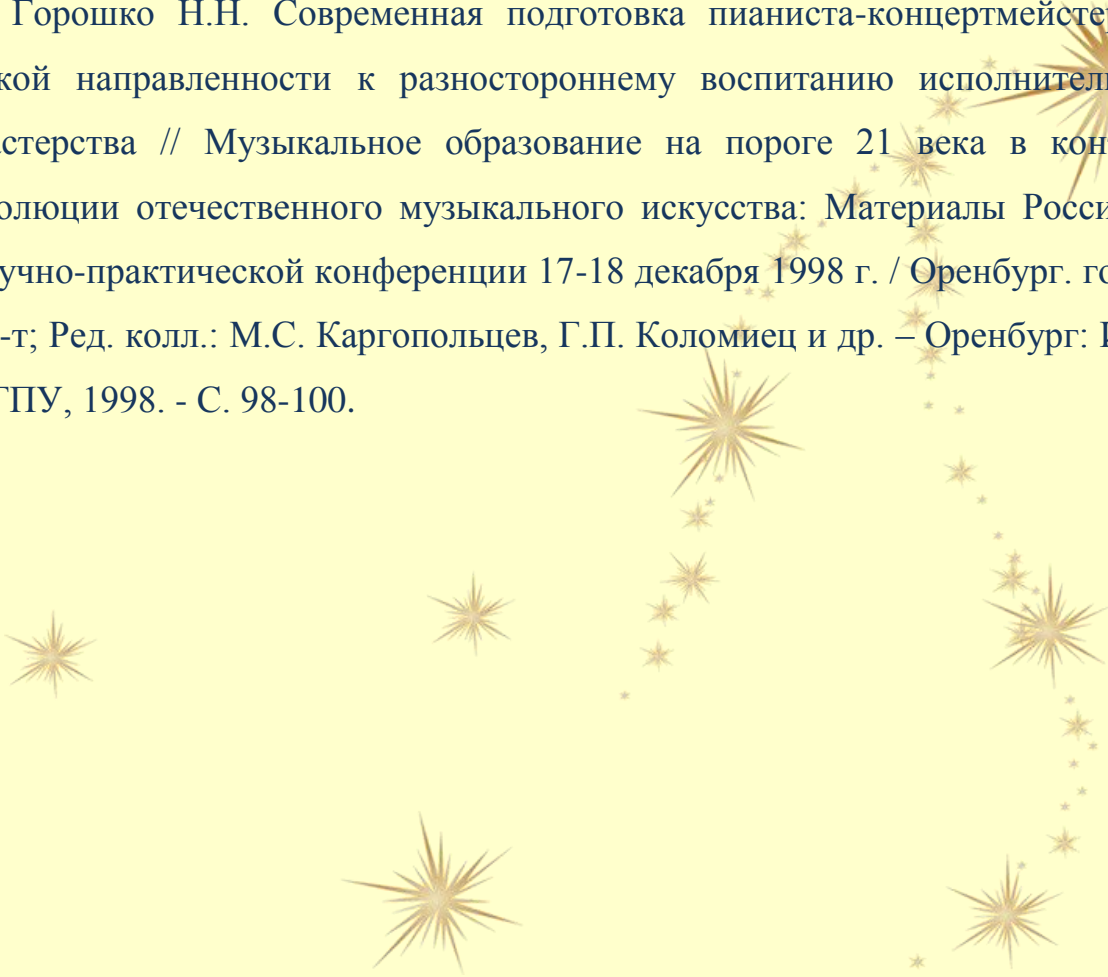 Горошко Н.Н. Современная подготовка пианиста-концертмейстер
кой направленности к разностороннему воспитанию исполнитель
стерства // Музыкальное образование на пороге 21 века в кон
олюции отечественного музыкального искусства: Материалы Росси
учно-практической конференции 17-18 декабря 1998 г. / Оренбург. го
-т; Ред. колл.: М.С. Каргопольцев, Г.П. Коломиец и др. – Оренбург: И
ГПУ, 1998. - С. 98-100.